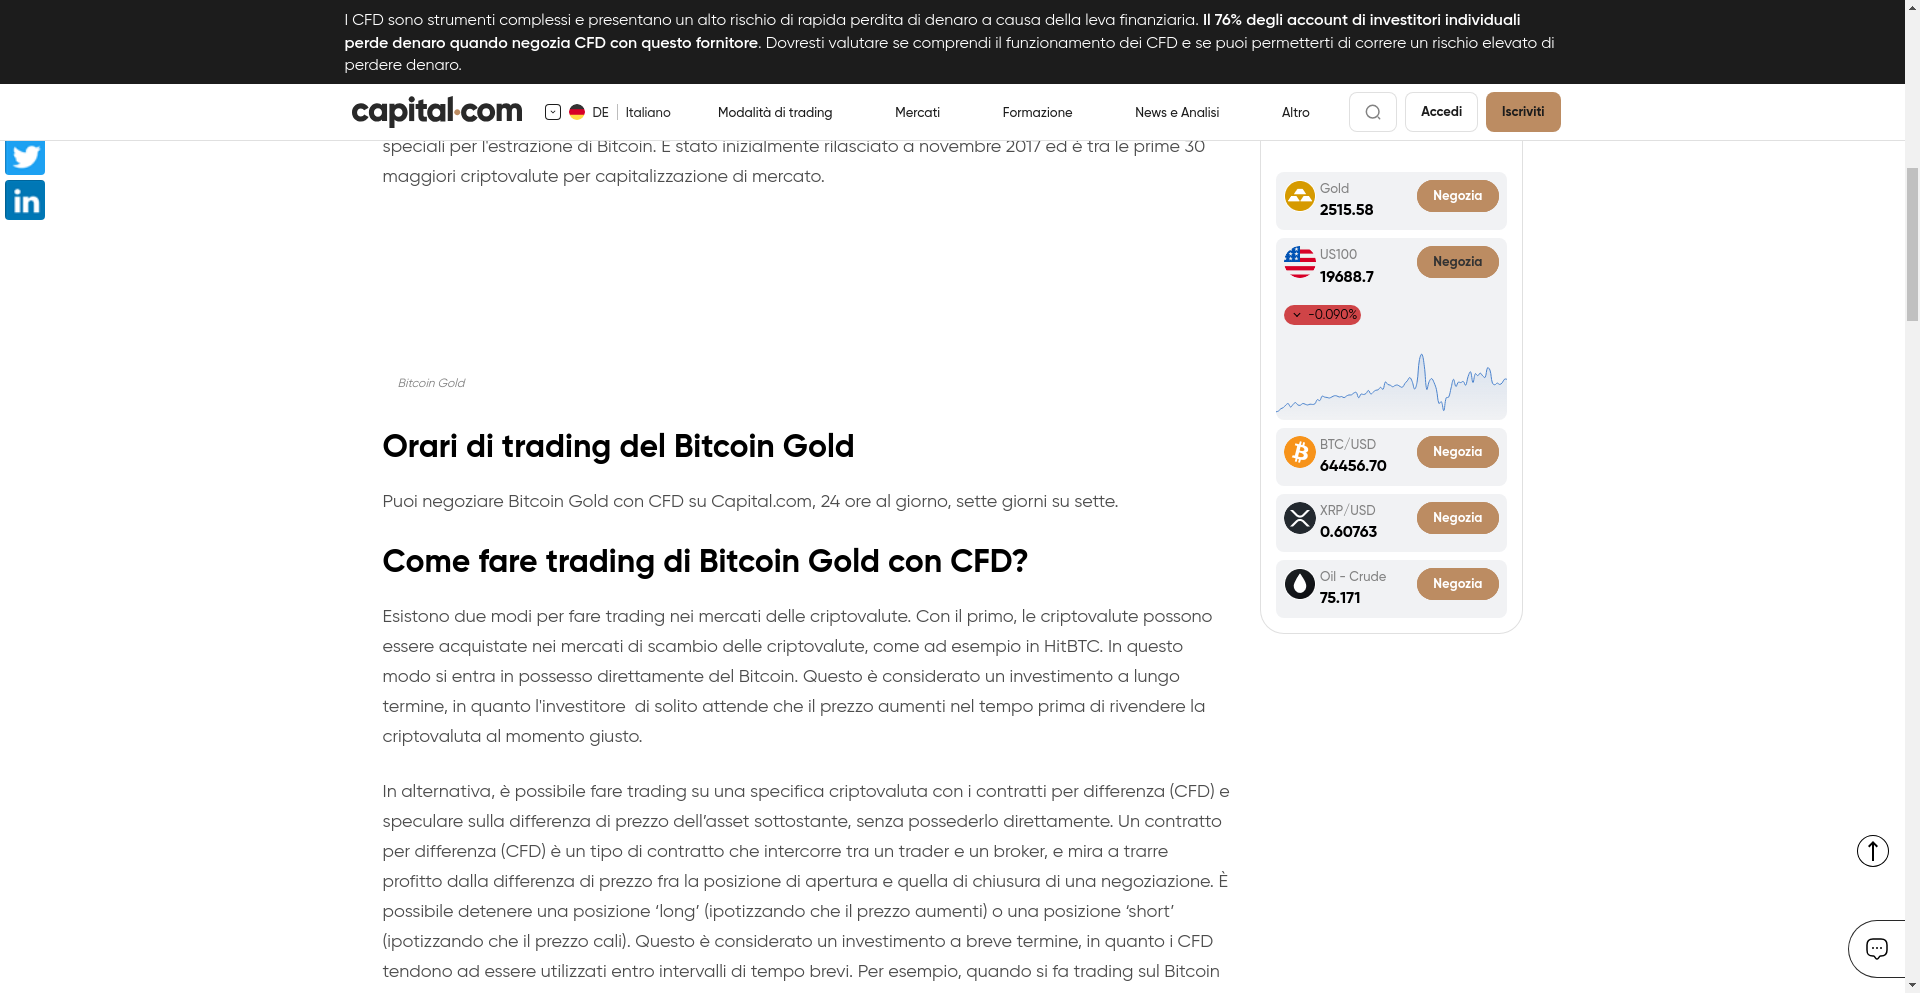 I CFD sono strumenti complessi e presentano un alto rischio di rapida perdita di denaro a causa della leva finanziaria. Il 76% degli account di investitori individuali
perde denaro quando negozia CFD con questo fornitore. Dovresti valutare se comprendi il funzionamento dei CFD e se puoi permetterti di correre un rischio elevato di
perdere denaro.
capital.com
DE
Italiano
Modalità di trading
Mercati
Formazione
News e Analisi
Altro
Accedi
Iscriviti
speciali per l'estrazione di Bitcoin. È stato inizialmente rilasciato a novembre 2017 ed è tra le prime 30
maggiori criptovalute per capitalizzazione di mercato.
Bitcoin Gold
Orari di trading del Bitcoin Gold
Puoi negoziare Bitcoin Gold con CFD su Capital.com, 24 ore al giorno, sette giorni su sette.
Come fare trading di Bitcoin Gold con CFD?
Esistono due modi per fare trading nei mercati delle criptovalute. Con il primo, le criptovalute possono
essere acquistate nei mercati di scambio delle criptovalute, come ad esempio in HitBTC. In questo
modo si entra in possesso direttamente del Bitcoin. Questo è considerato un investimento a lungo
termine, in quanto l'investitore  di solito attende che il prezzo aumenti nel tempo prima di rivendere la
criptovaluta al momento giusto.
In alternativa, è possibile fare trading su una specifica criptovaluta con i contratti per differenza (CFD) e
speculare sulla differenza di prezzo dell’asset sottostante, senza possederlo direttamente. Un contratto
per differenza (CFD) è un tipo di contratto che intercorre tra un trader e un broker, e mira a trarre
profitto dalla differenza di prezzo fra la posizione di apertura e quella di chiusura di una negoziazione. È
possibile detenere una posizione ‘long’ (ipotizzando che il prezzo aumenti) o una posizione ‘short’
(ipotizzando che il prezzo cali). Questo è considerato un investimento a breve termine, in quanto i CFD
tendono ad essere utilizzati entro intervalli di tempo brevi. Per esempio, quando si fa trading sul Bitcoin
Gold
2515.58
Negozia
US100
19688.7
Negozia
-0.090%
BTC/USD
64456.70
Negozia
XRP/USD
0.60763
Negozia
Oil - Crude
75.171
Negozia